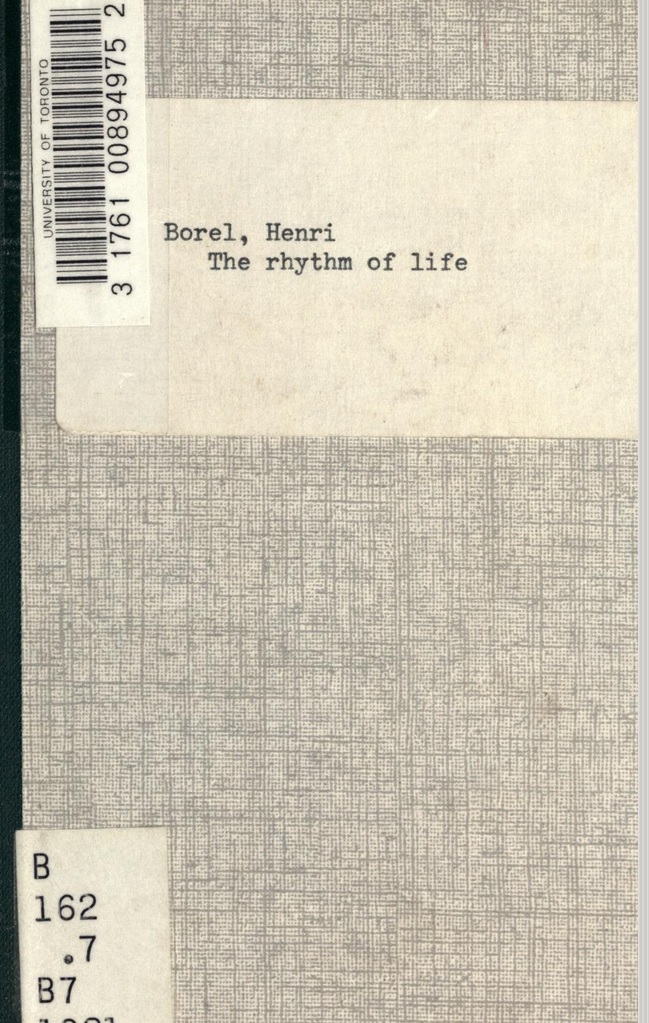 UNIVERSITY OF TORONTO
3 1761 00894975 2
Borel, Henri
The rhythm of life
B
162
.7
B7